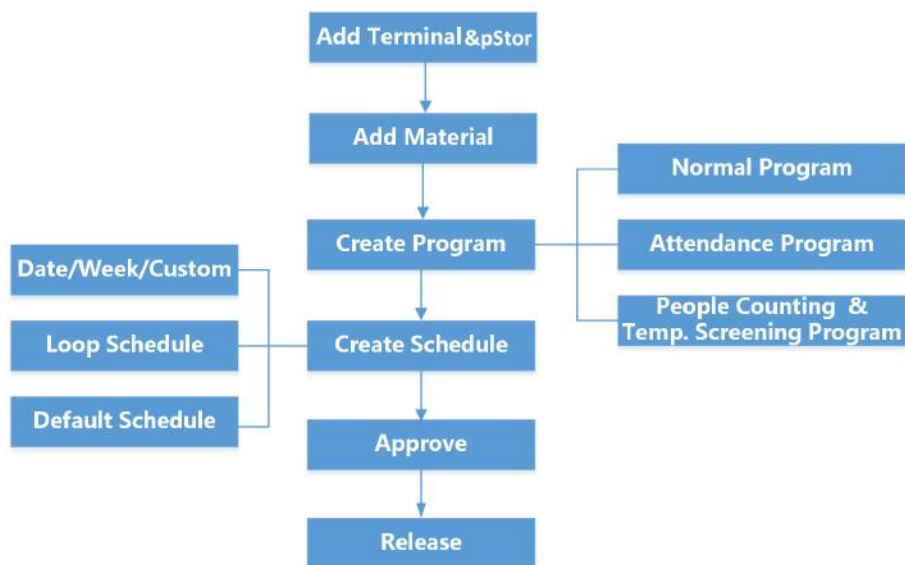 Add Terminal &pStor
Add Material
Create Program
Normal Program
Attendance Program
People Counting &
Temp. Screening Program
Date/Week/Custom
Loop Schedule
Default Schedule
Create Schedule
Approve
Release